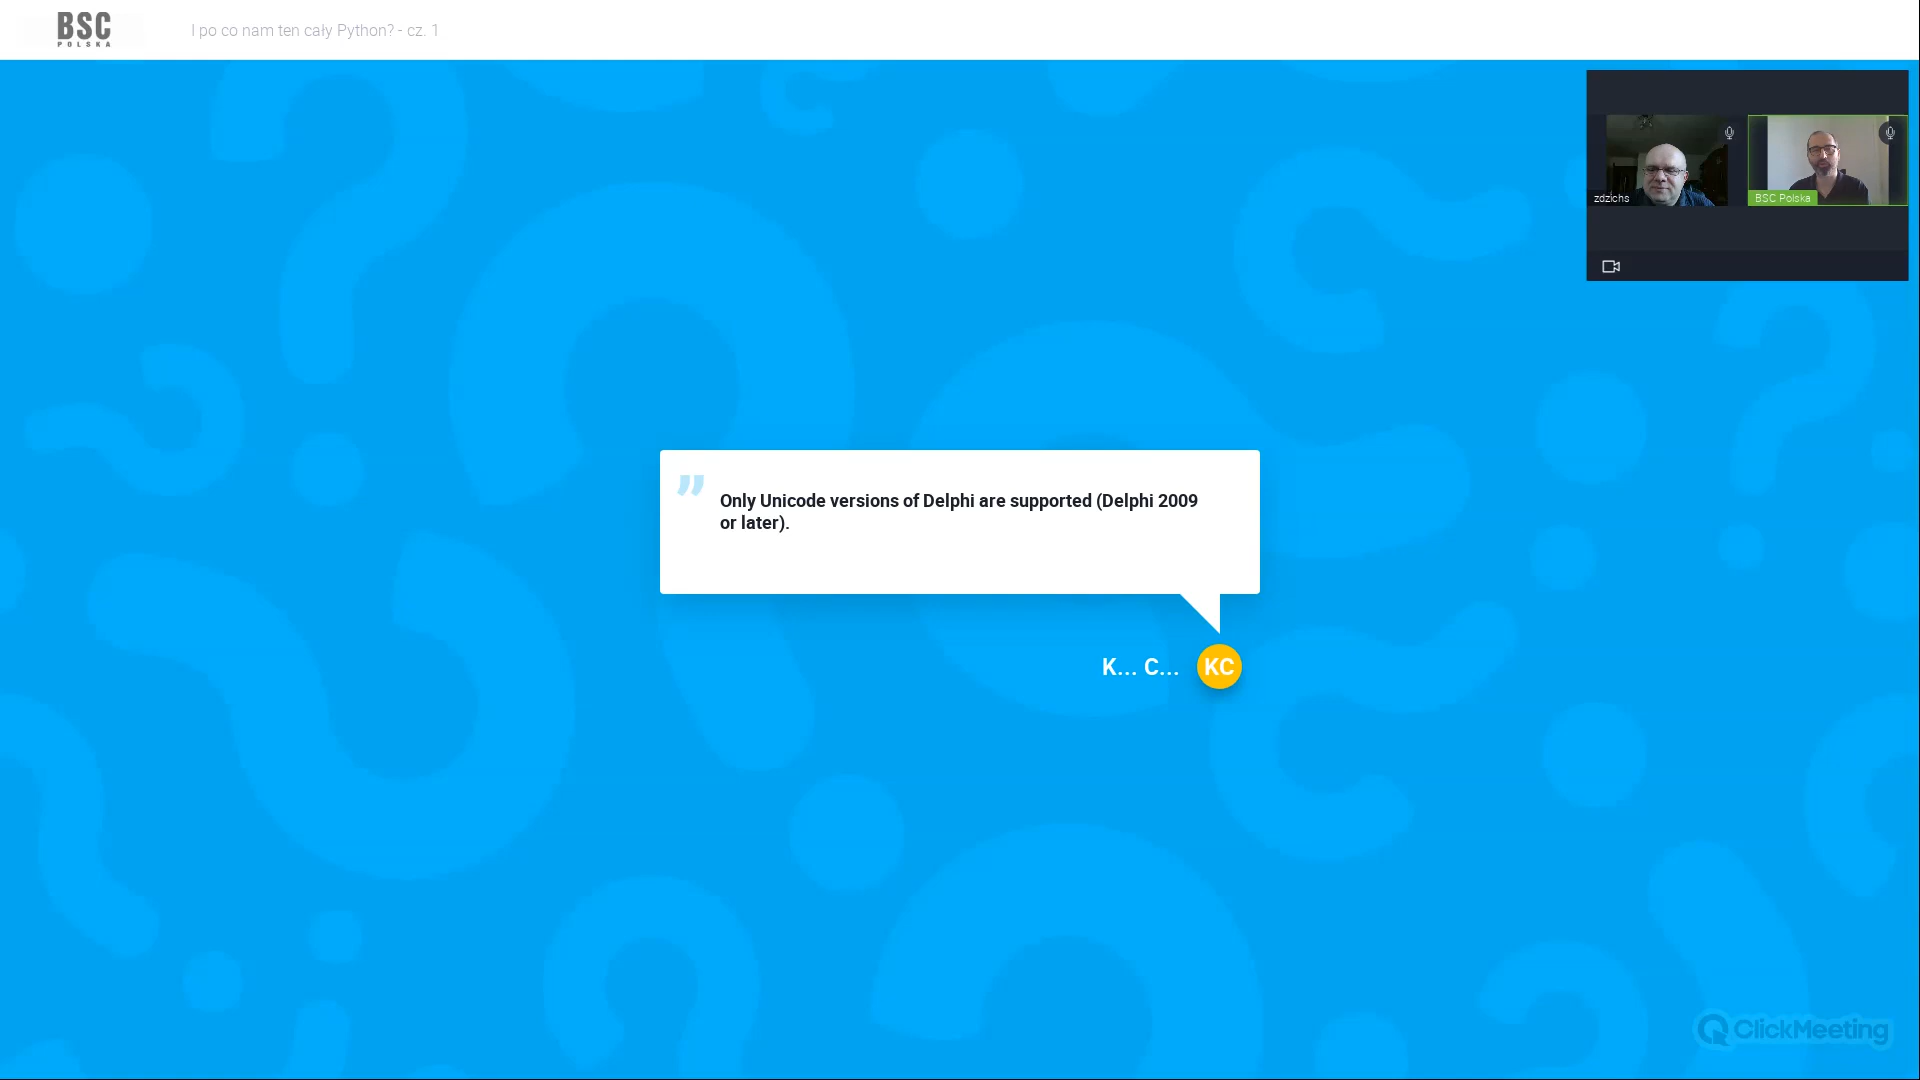 BSC
POLSKA
I po co nam ten cały Python? - cz. 1
zdzichs
BSC Polska
Only Unicode versions of Delphi are supported (Delphi 2009
or later).
K... C...
KC
ClickMeeting